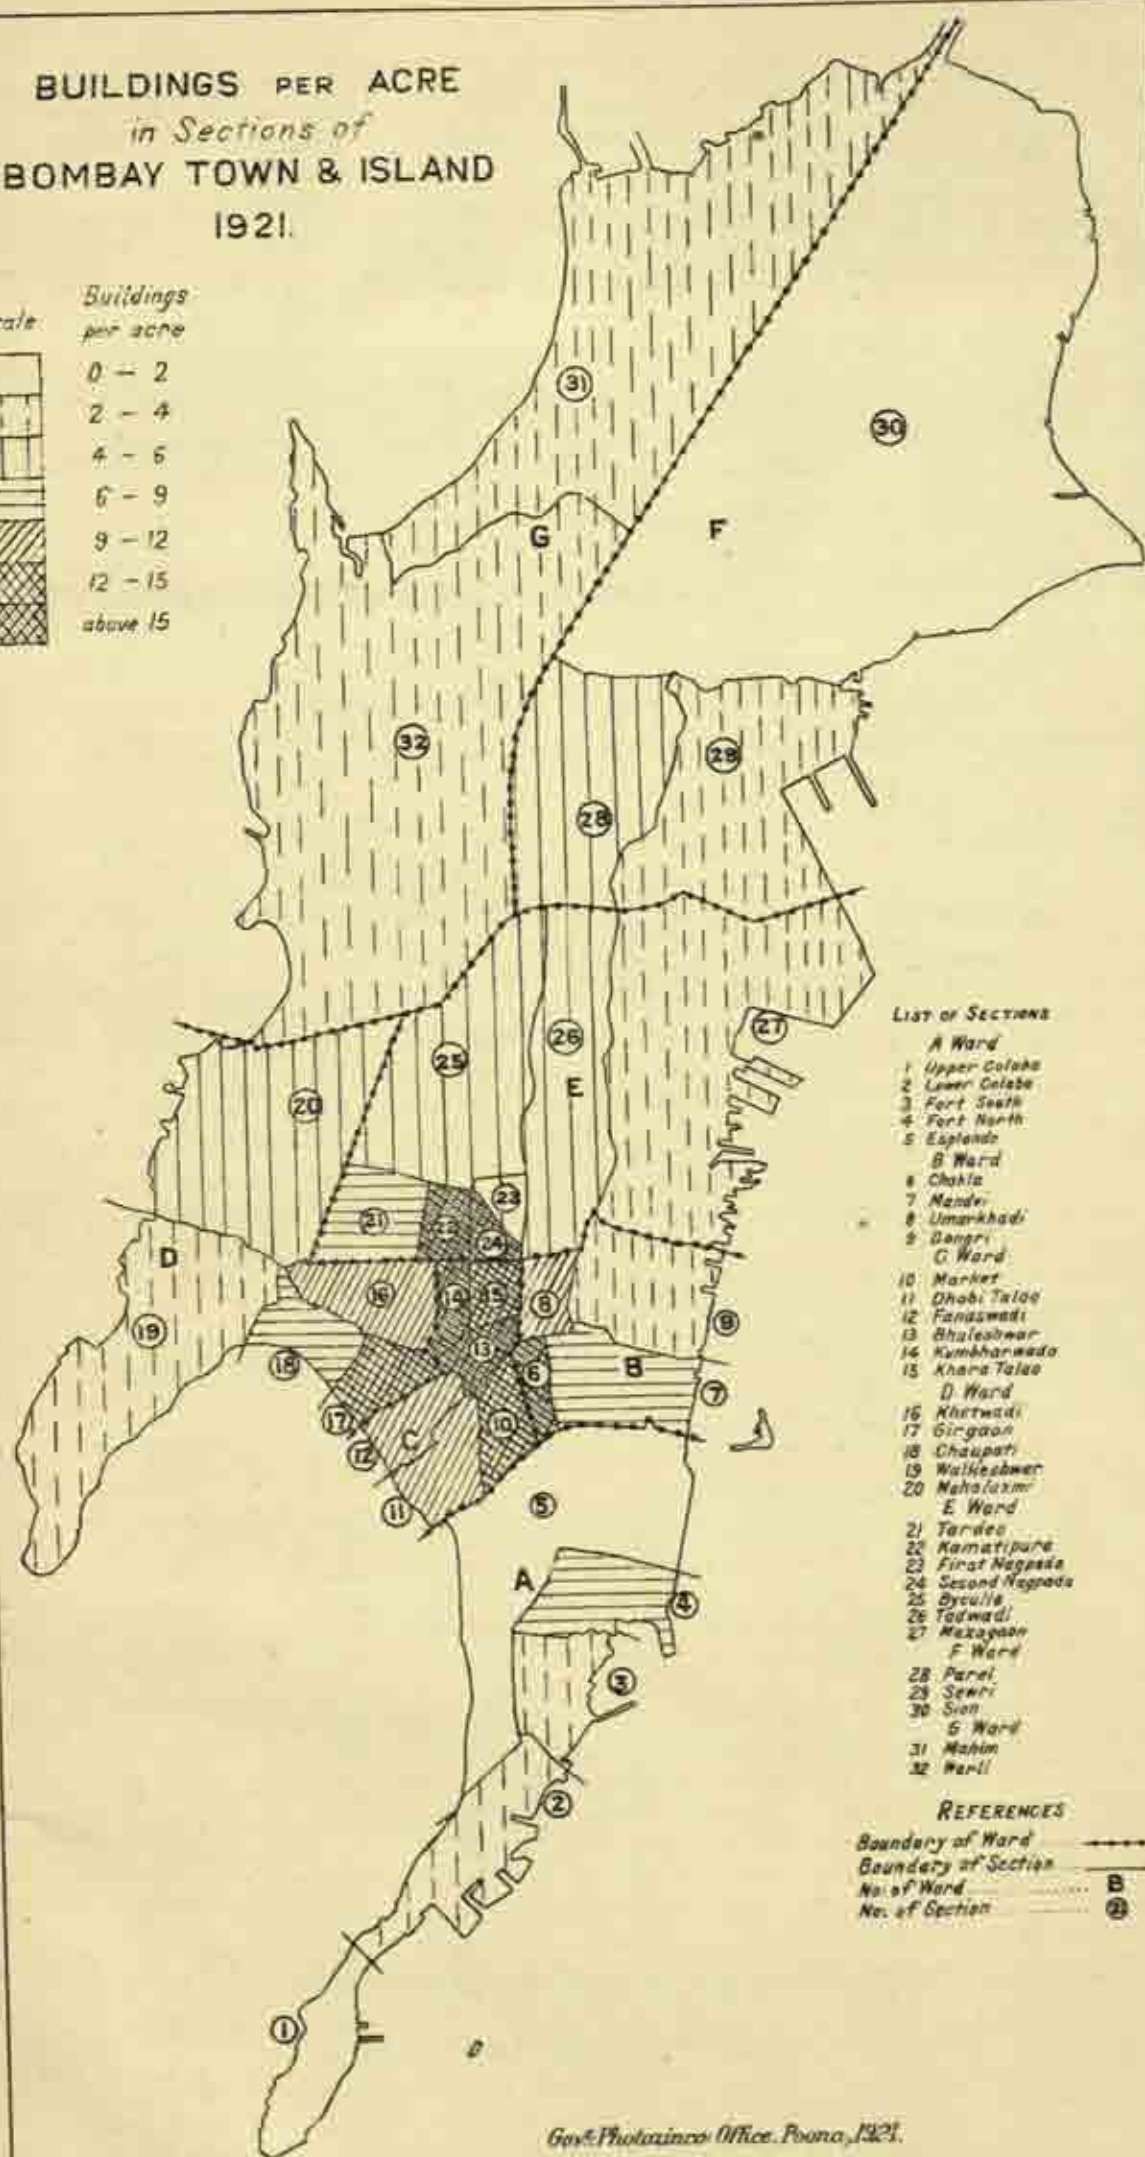 BUILDINGS PER ACRE
in Sections of
BOMBAY TOWN & ISLAND
1921.
Buildings
per acre
0 – 2
2 – 4
4 – 6
6 – 9
9 – 12
12 – 15
above 15
31
30
G
F
32
29
28
27
26
25
E
20
23
21
22
24
D
16
14
15
8
9
19
13
18
6
B
7
17
10
12
C
11
5
A
4
3
2
1
LIST OF SECTIONS
A Ward
1 Upper Colaba
2 Lower Colaba
3 Fort South
4 Fort North
5 Esplande
B Ward
6 Chakla
7 Mandvi
8 Umarkhadi
9 Dongri
C Ward
10 Market
11 Dhobi Talao
12 Fanaswadi
13 Bhuleshwar
14 Kumbharwada
15 Khara Talao
D Ward
16 Khetwadi
17 Girgaon
18 Chaupati
19 Walkeshwar
20 Mahalaxmi
E Ward
21 Tardeo
22 Kamatipura
23 First Nagpada
24 Second Nagpada
25 Byculla
26 Tadwadi
27 Mazagaon
F Ward
28 Parel
29 Sewri
30 Sion
G Ward
31 Mahim
32 Warli
REFERENCES
Boundary of Ward
Boundary of Section
No. of Ward B
No. of Section
Govt. Photozinco Office. Poona, 1921.